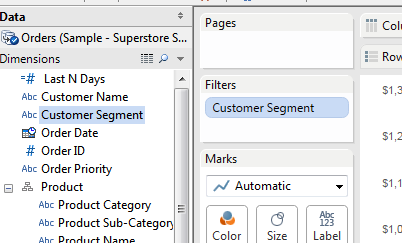 Data
Orders (Sample - Superstore S...
Dimensions
Last N Days
Abc Customer Name
Abc Customer Segment
Order Date
# Order ID
Abc Order Priority
Product
Abc Product Category
Abc Product Sub-Category
Abc Product Name
Pages
Filters
Customer Segment
Marks
Automatic
Color
Size
Abc
123
Label
Colu
Row
$1,3
$1,2
$1,1
$1,0